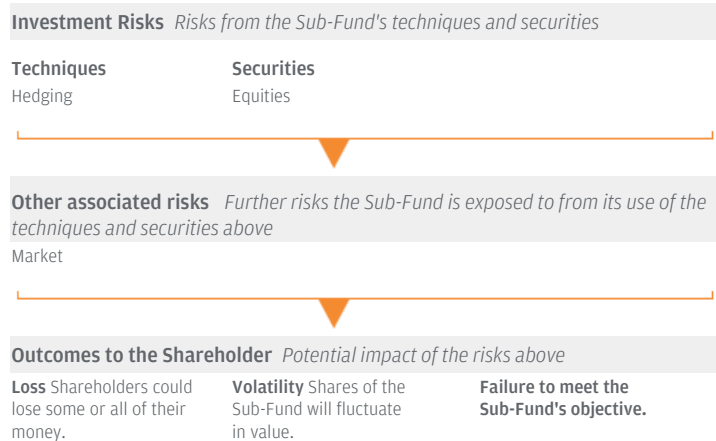 Investment Risks Risks from the Sub-Fund's techniques and securities
Techniques Securities
Hedging Equities
Other associated risks Further risks the Sub-Fund is exposed to from its use of the
techniques and securities above
Market
Outcomes to the Shareholder Potential impact of the risks above
Loss Shareholders could
lose some or all of their
money.
Volatility Shares of the
Sub-Fund will fluctuate
in value.
Failure to meet the
Sub-Fund's objective.